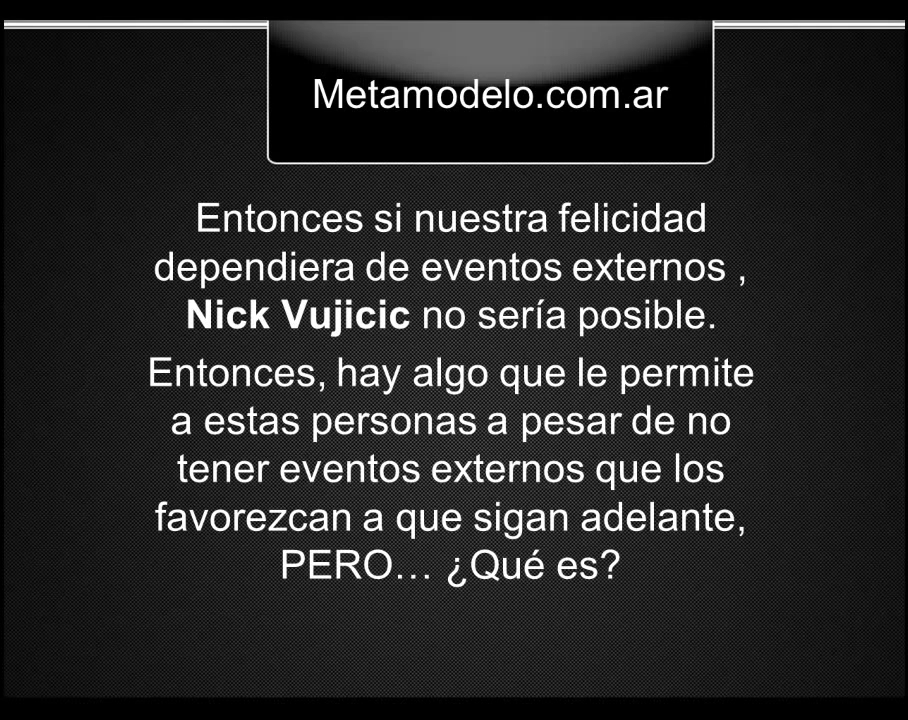 Metamodelo.com.ar
Entonces si nuestra felicidad
dependiera de eventos externos ,
Nick Vujicic no sería posible.
Entonces, hay algo que le permite
a estas personas a pesar de no
tener eventos externos que los
favorezcan a que sigan adelante,
PERO… ¿Qué es?